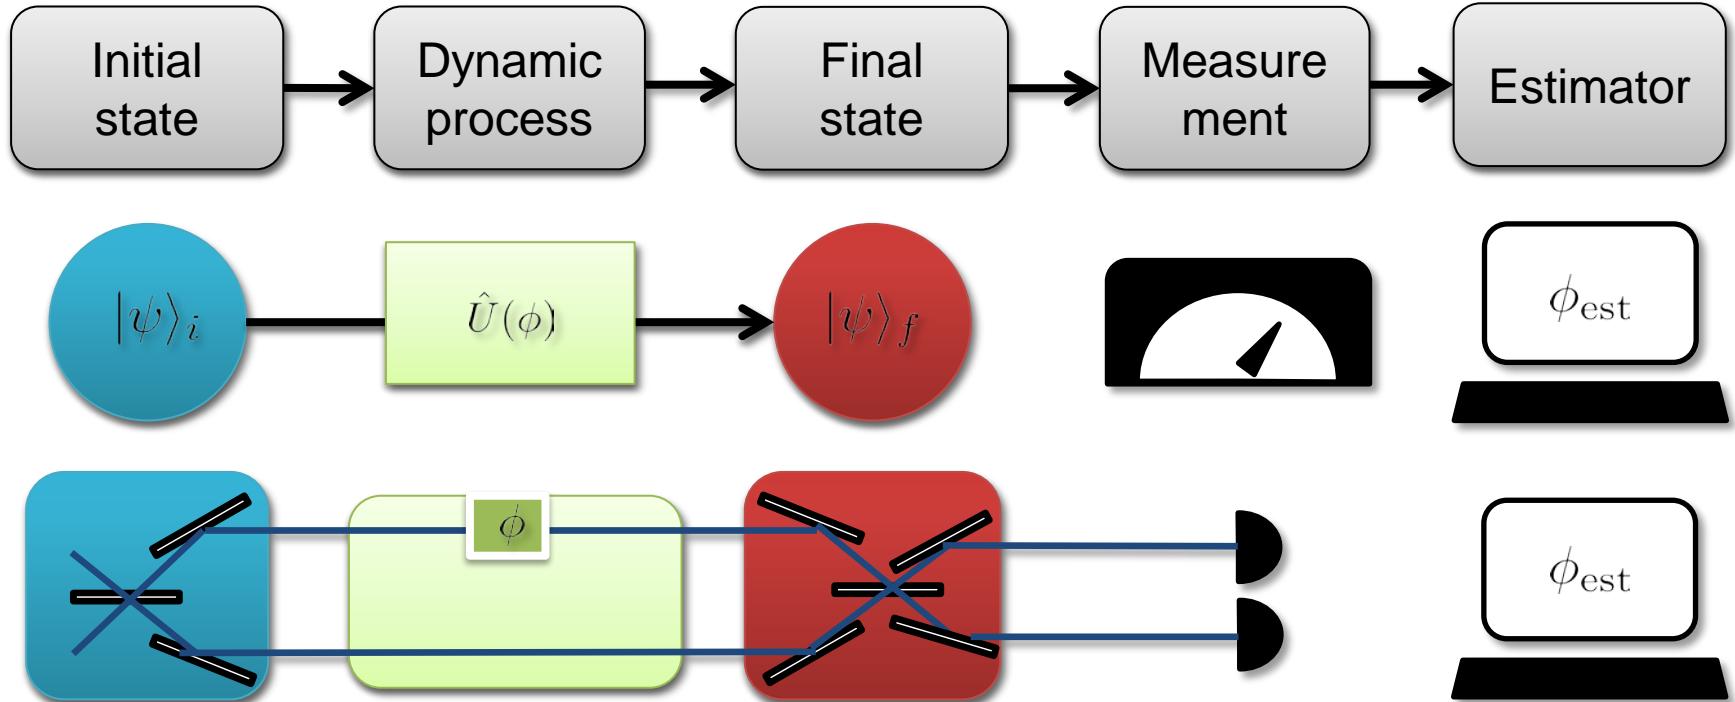 Initial
state
Dynamic
process
Final
state
Measure
ment
Estimator
|ψ⟩i
Û(ϕ)
|ψ⟩f
ϕest
ϕ
ϕest